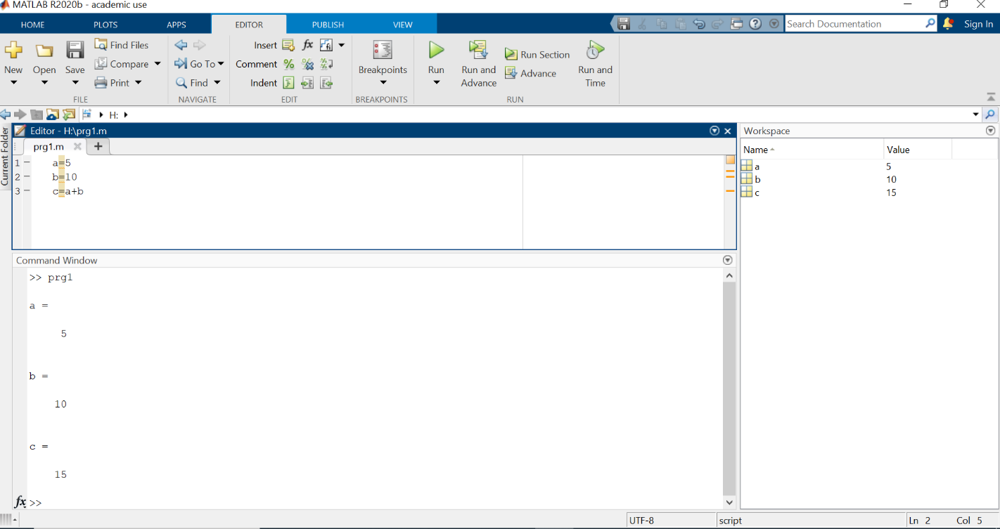 MATLAB R2020b - academic use
HOME PLOTS APPS EDITOR PUBLISH VIEW
Search Documentation
Sign In
New
Open
Save
Find Files
Compare
Print
FILE
Go To
Find
NAVIGATE
Insert fx
Comment %
Indent
EDIT
Breakpoints
BREAKPOINTS
Run
Run and
Advance
Run Section
Advance
Run and
Time
RUN
H:
Current Folder
Editor - H:\prg1.m
prg1.m
1 a=5
2 b=10
3 c=a+b
Command Window
>> prg1
a =
5
b =
10
c =
15
fx >>
Workspace
Name Value
a 5
b 10
c 15
UTF-8 script Ln 2 Col 5